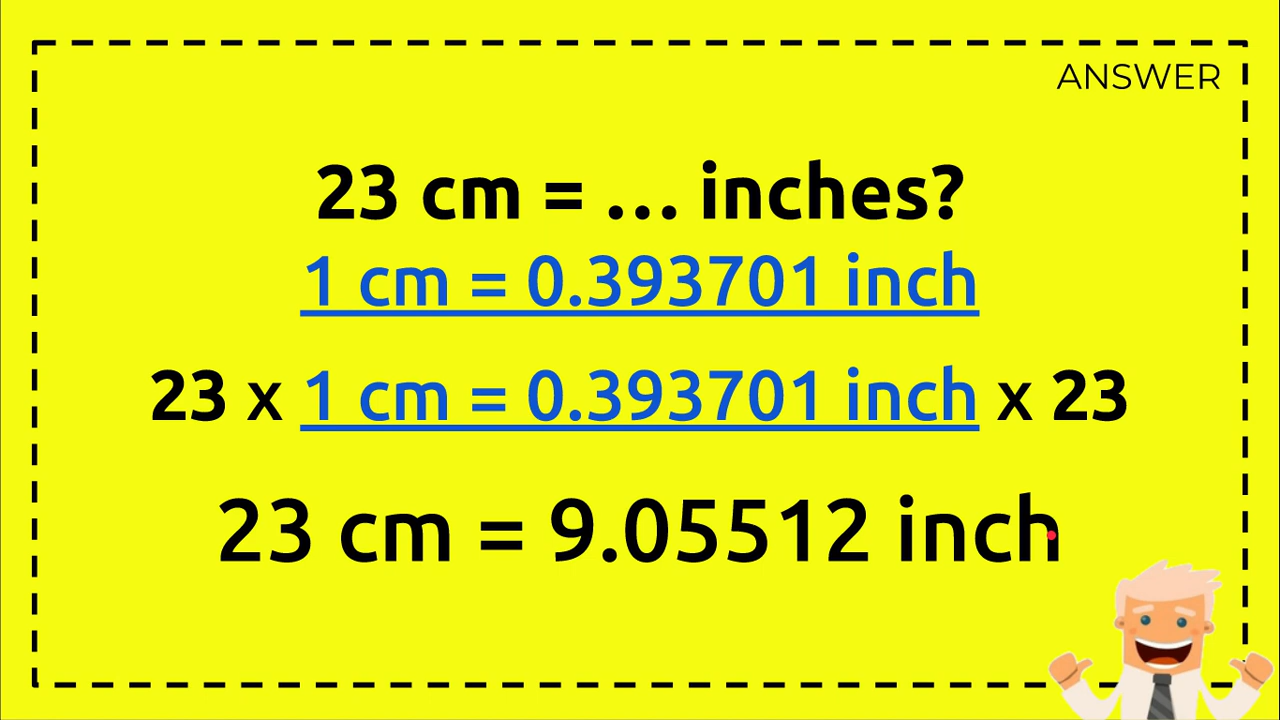 ANSWER
23 cm = ... inches?
1 cm = 0.393701 inch
23 x 1 cm = 0.393701 inch x 23
23 cm = 9.05512 inch